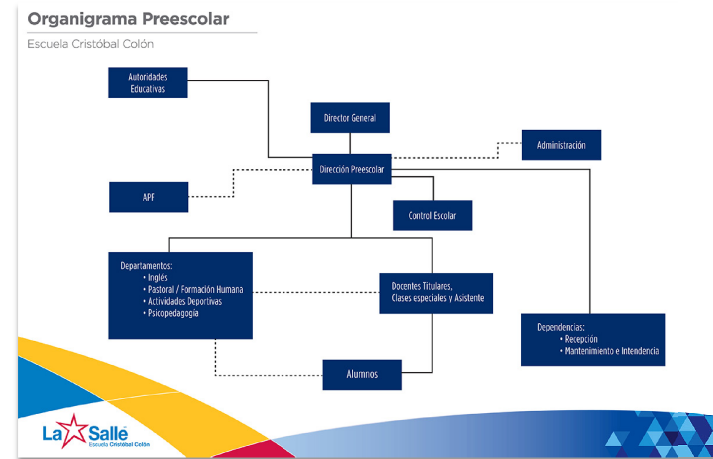 Organigrama Preescolar
Escuela Cristóbal Colón
Autoridades
Educativas
Director General
Administración
Dirección Preescolar
APF
Control Escolar
Departamentos:
• Inglés
• Pastoral / Formación Humana
• Actividades Deportivas
• Psicopedagogía
Docentes Titulares,
Clases especiales y Asistente
Dependencias:
• Recepción
• Mantenimiento e Intendencia
Alumnos
La Salle
Escuela Cristóbal Colón